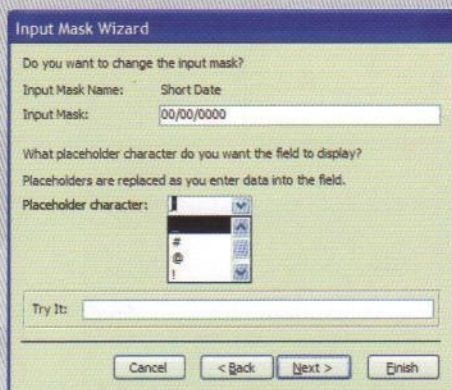 Input Mask Wizard
Do you want to change the input mask?
Input Mask Name: Short Date
Input Mask: 00/00/0000
What placeholder character do you want the field to display?
Placeholders are replaced as you enter data into the field.
Placeholder character: _
_
#
@
!
Try It:
Cancel < Back Next > Finish